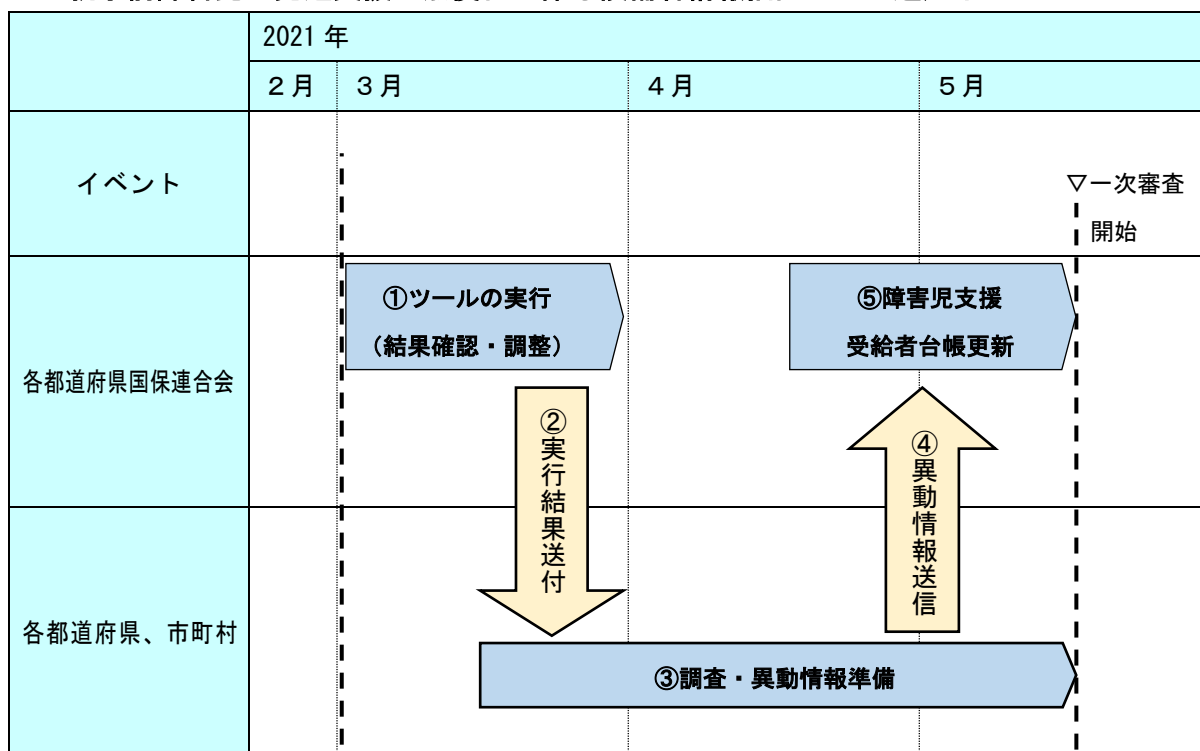 2021 年
2月
3月
4月
5月
イベント
▽一次審査
開始
各都道府県国保連合会
①ツールの実行
(結果確認・調整)
⑤障害児支援
受給者台帳更新
②実行結果送付
④異動情報送信
各都道府県、市町村
③調査・異動情報準備